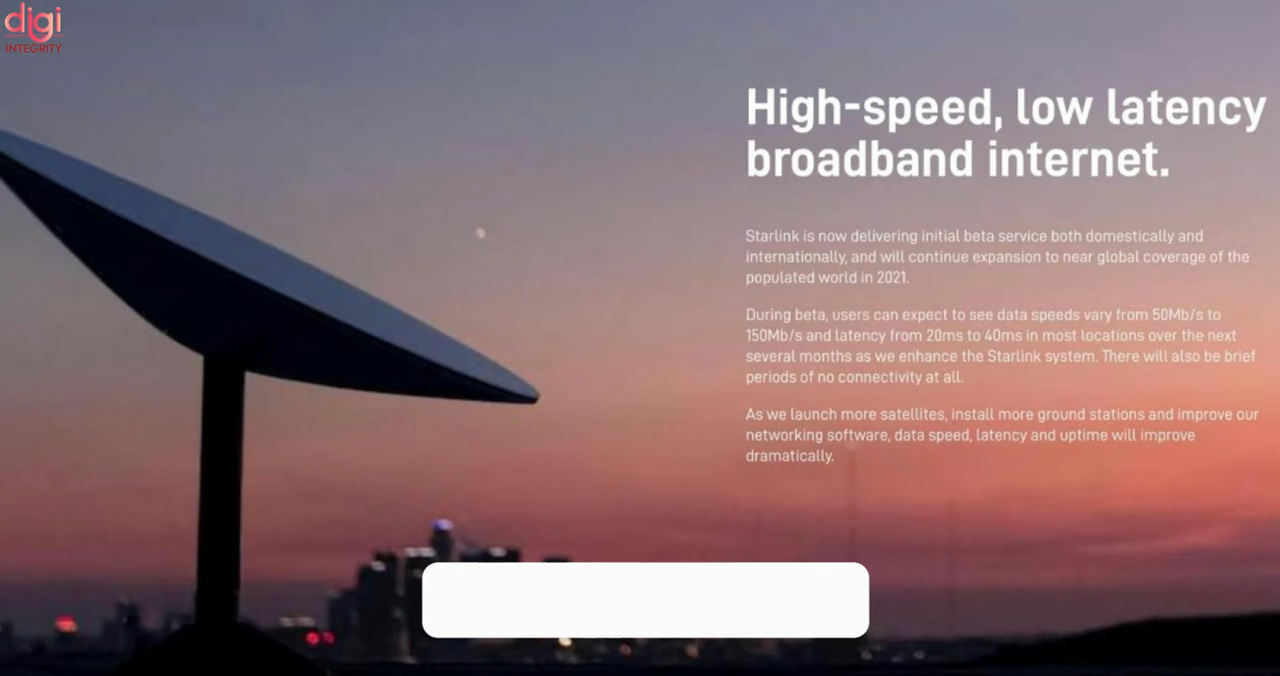 digi
INTEGRITY
High-speed, low latency
broadband internet.
Starlink is now delivering initial beta service both domestically and
internationally, and will continue expansion to near global coverage of the
populated world in 2021.
During beta, users can expect to see data speeds vary from 50Mb/s to
150Mb/s and latency from 20ms to 40ms in most locations over the next
several months as we enhance the Starlink system. There will also be brief
periods of no connectivity at all.
As we launch more satellites, install more ground stations and improve our
networking software, data speed, latency and uptime will improve
dramatically.